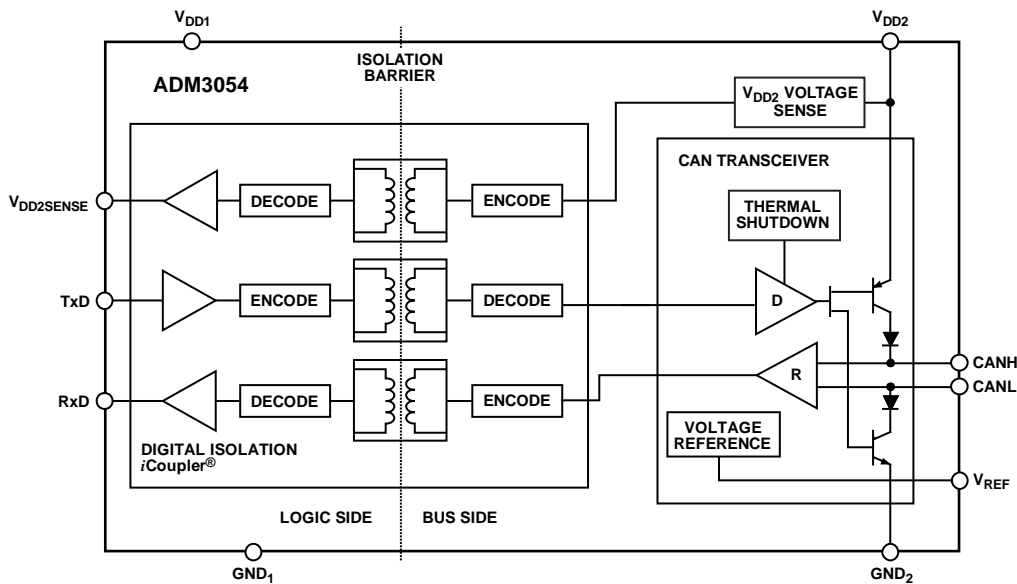 VDD1
VDD2
ISOLATION
BARRIER
ADM3054
VDD2 VOLTAGE
SENSE
CAN TRANSCEIVER
VDD2SENSE
DECODE
ENCODE
THERMAL
SHUTDOWN
TxD
ENCODE
DECODE
D
CANH
CANL
R
RxD
DECODE
ENCODE
VOLTAGE
REFERENCE
DIGITAL ISOLATION
iCoupler®
VREF
LOGIC SIDE
BUS SIDE
GND1
GND2